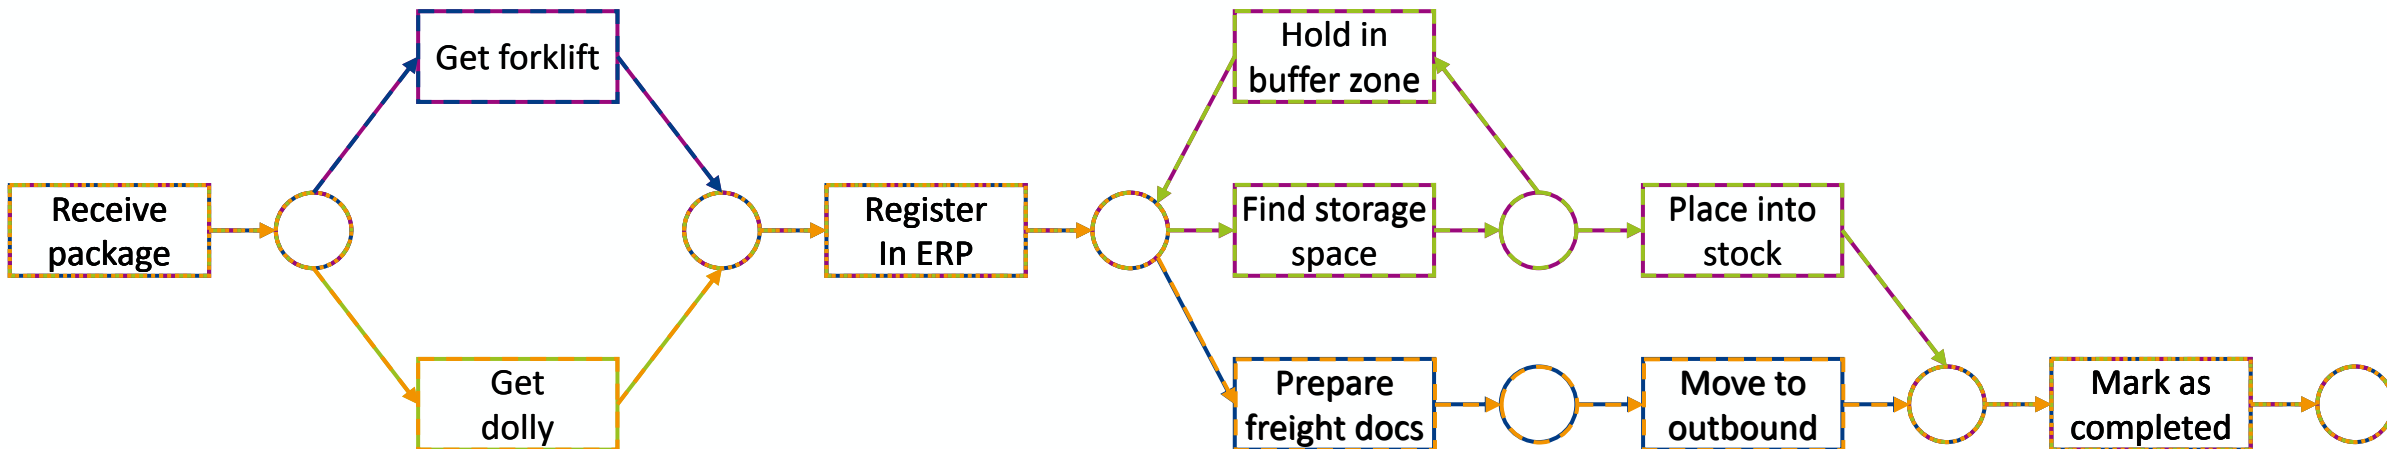 Receive
package
Get forklift
Get
dolly
Register
In ERP
Hold in
buffer zone
Find storage
space
Prepare
freight docs
Place into
stock
Move to
outbound
Mark as
completed